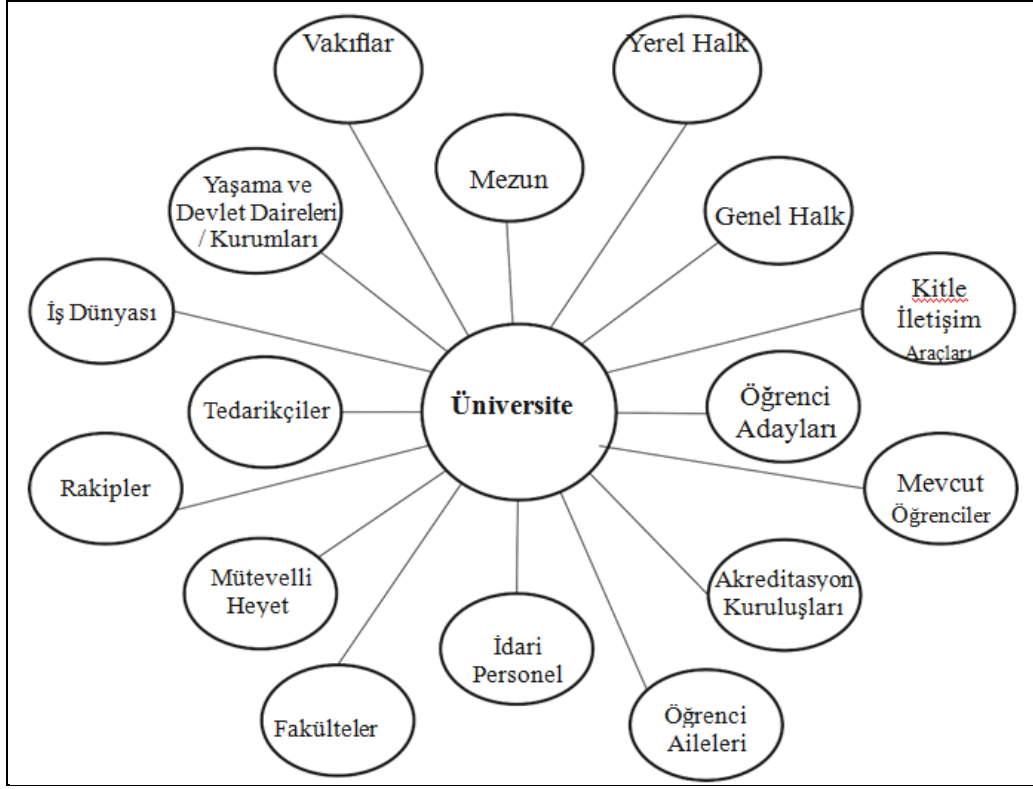 Vakıflar
Yerel Halk
Mezun
Yaşama ve
Devlet Daireleri
/ Kurumları
Genel Halk
Kitle
İletişim
Araçları
İş Dünyası
Üniversite
Tedarikçiler
Öğrenci
Adayları
Rakipler
Mevcut
Öğrenciler
Mütevelli
Heyet
Akreditasyon
Kuruluşları
İdari
Personel
Fakülteler
Öğrenci
Aileleri